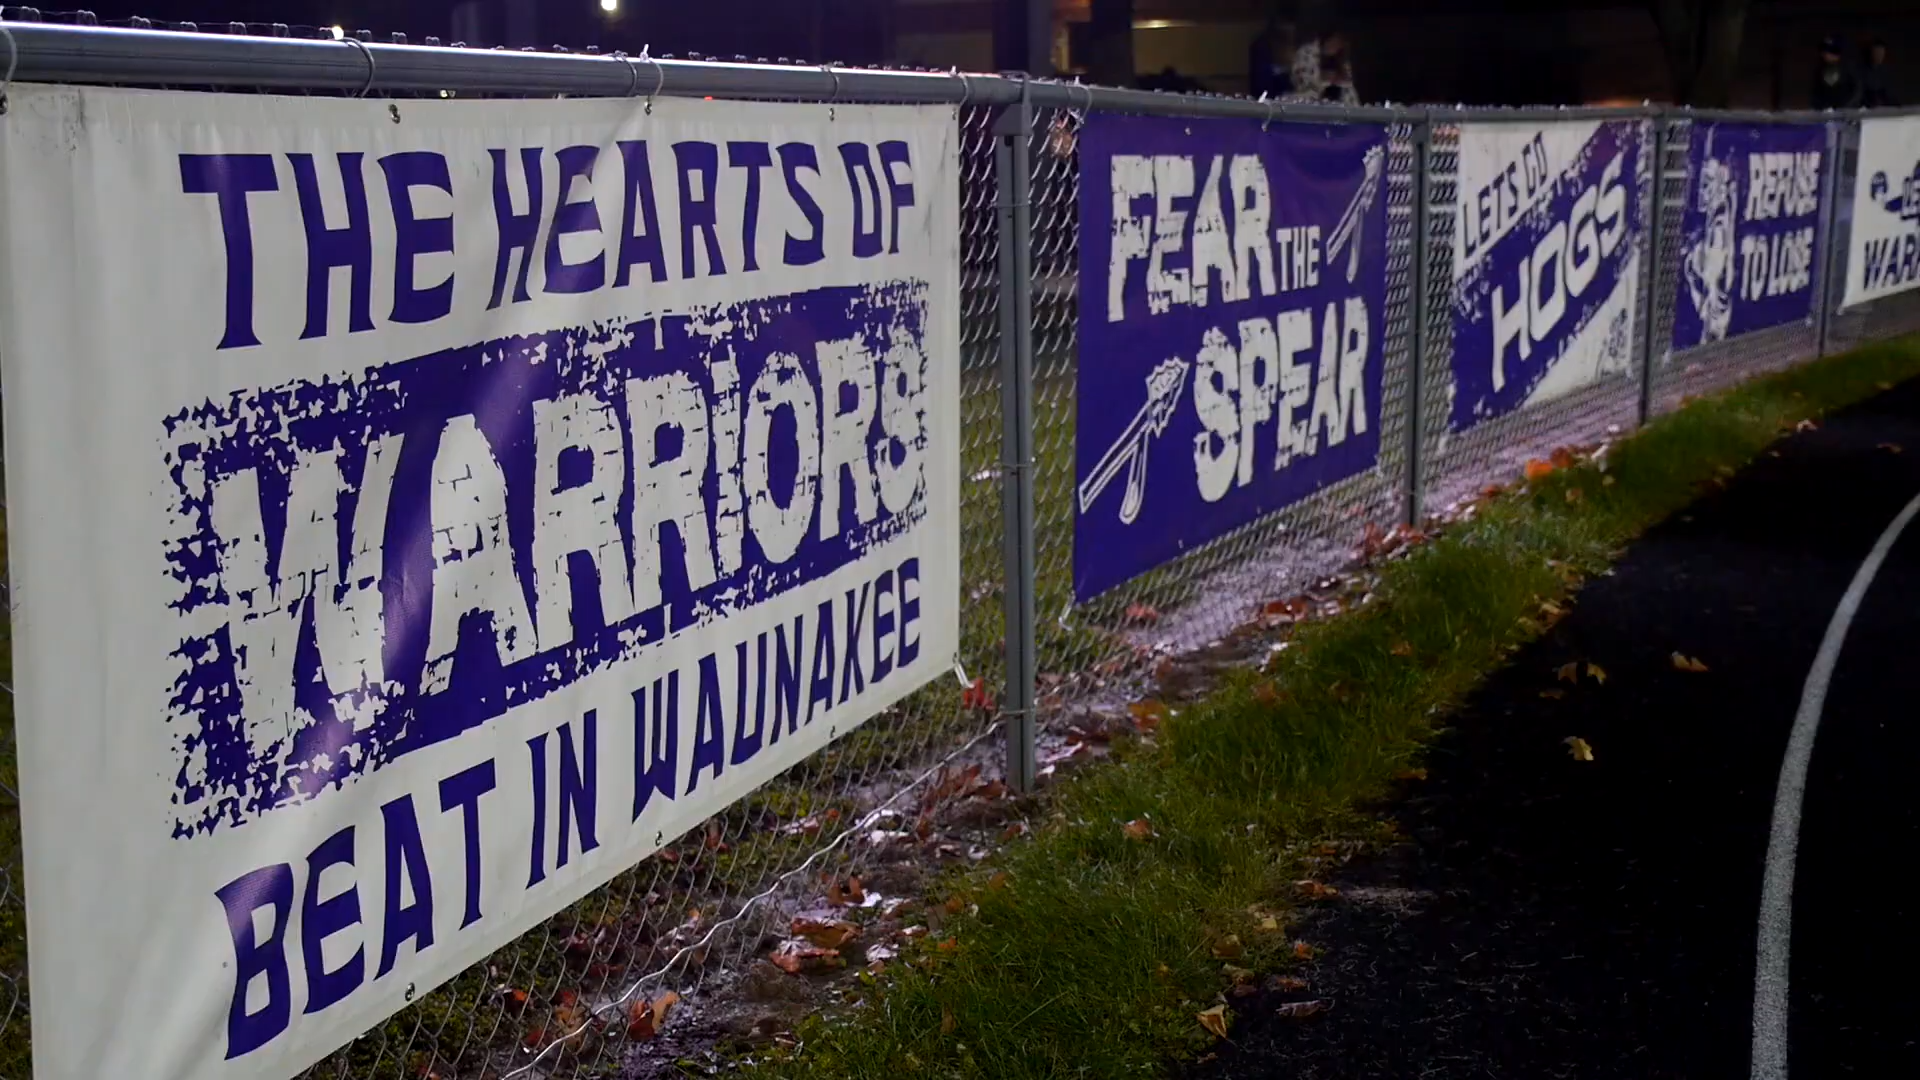 THE HEARTS OF
WARRIORS
BEAT IN WAUNAKEE
FEAR THE
SPEAR
LETS GO
HOGS
REFUSE
TO LOSE